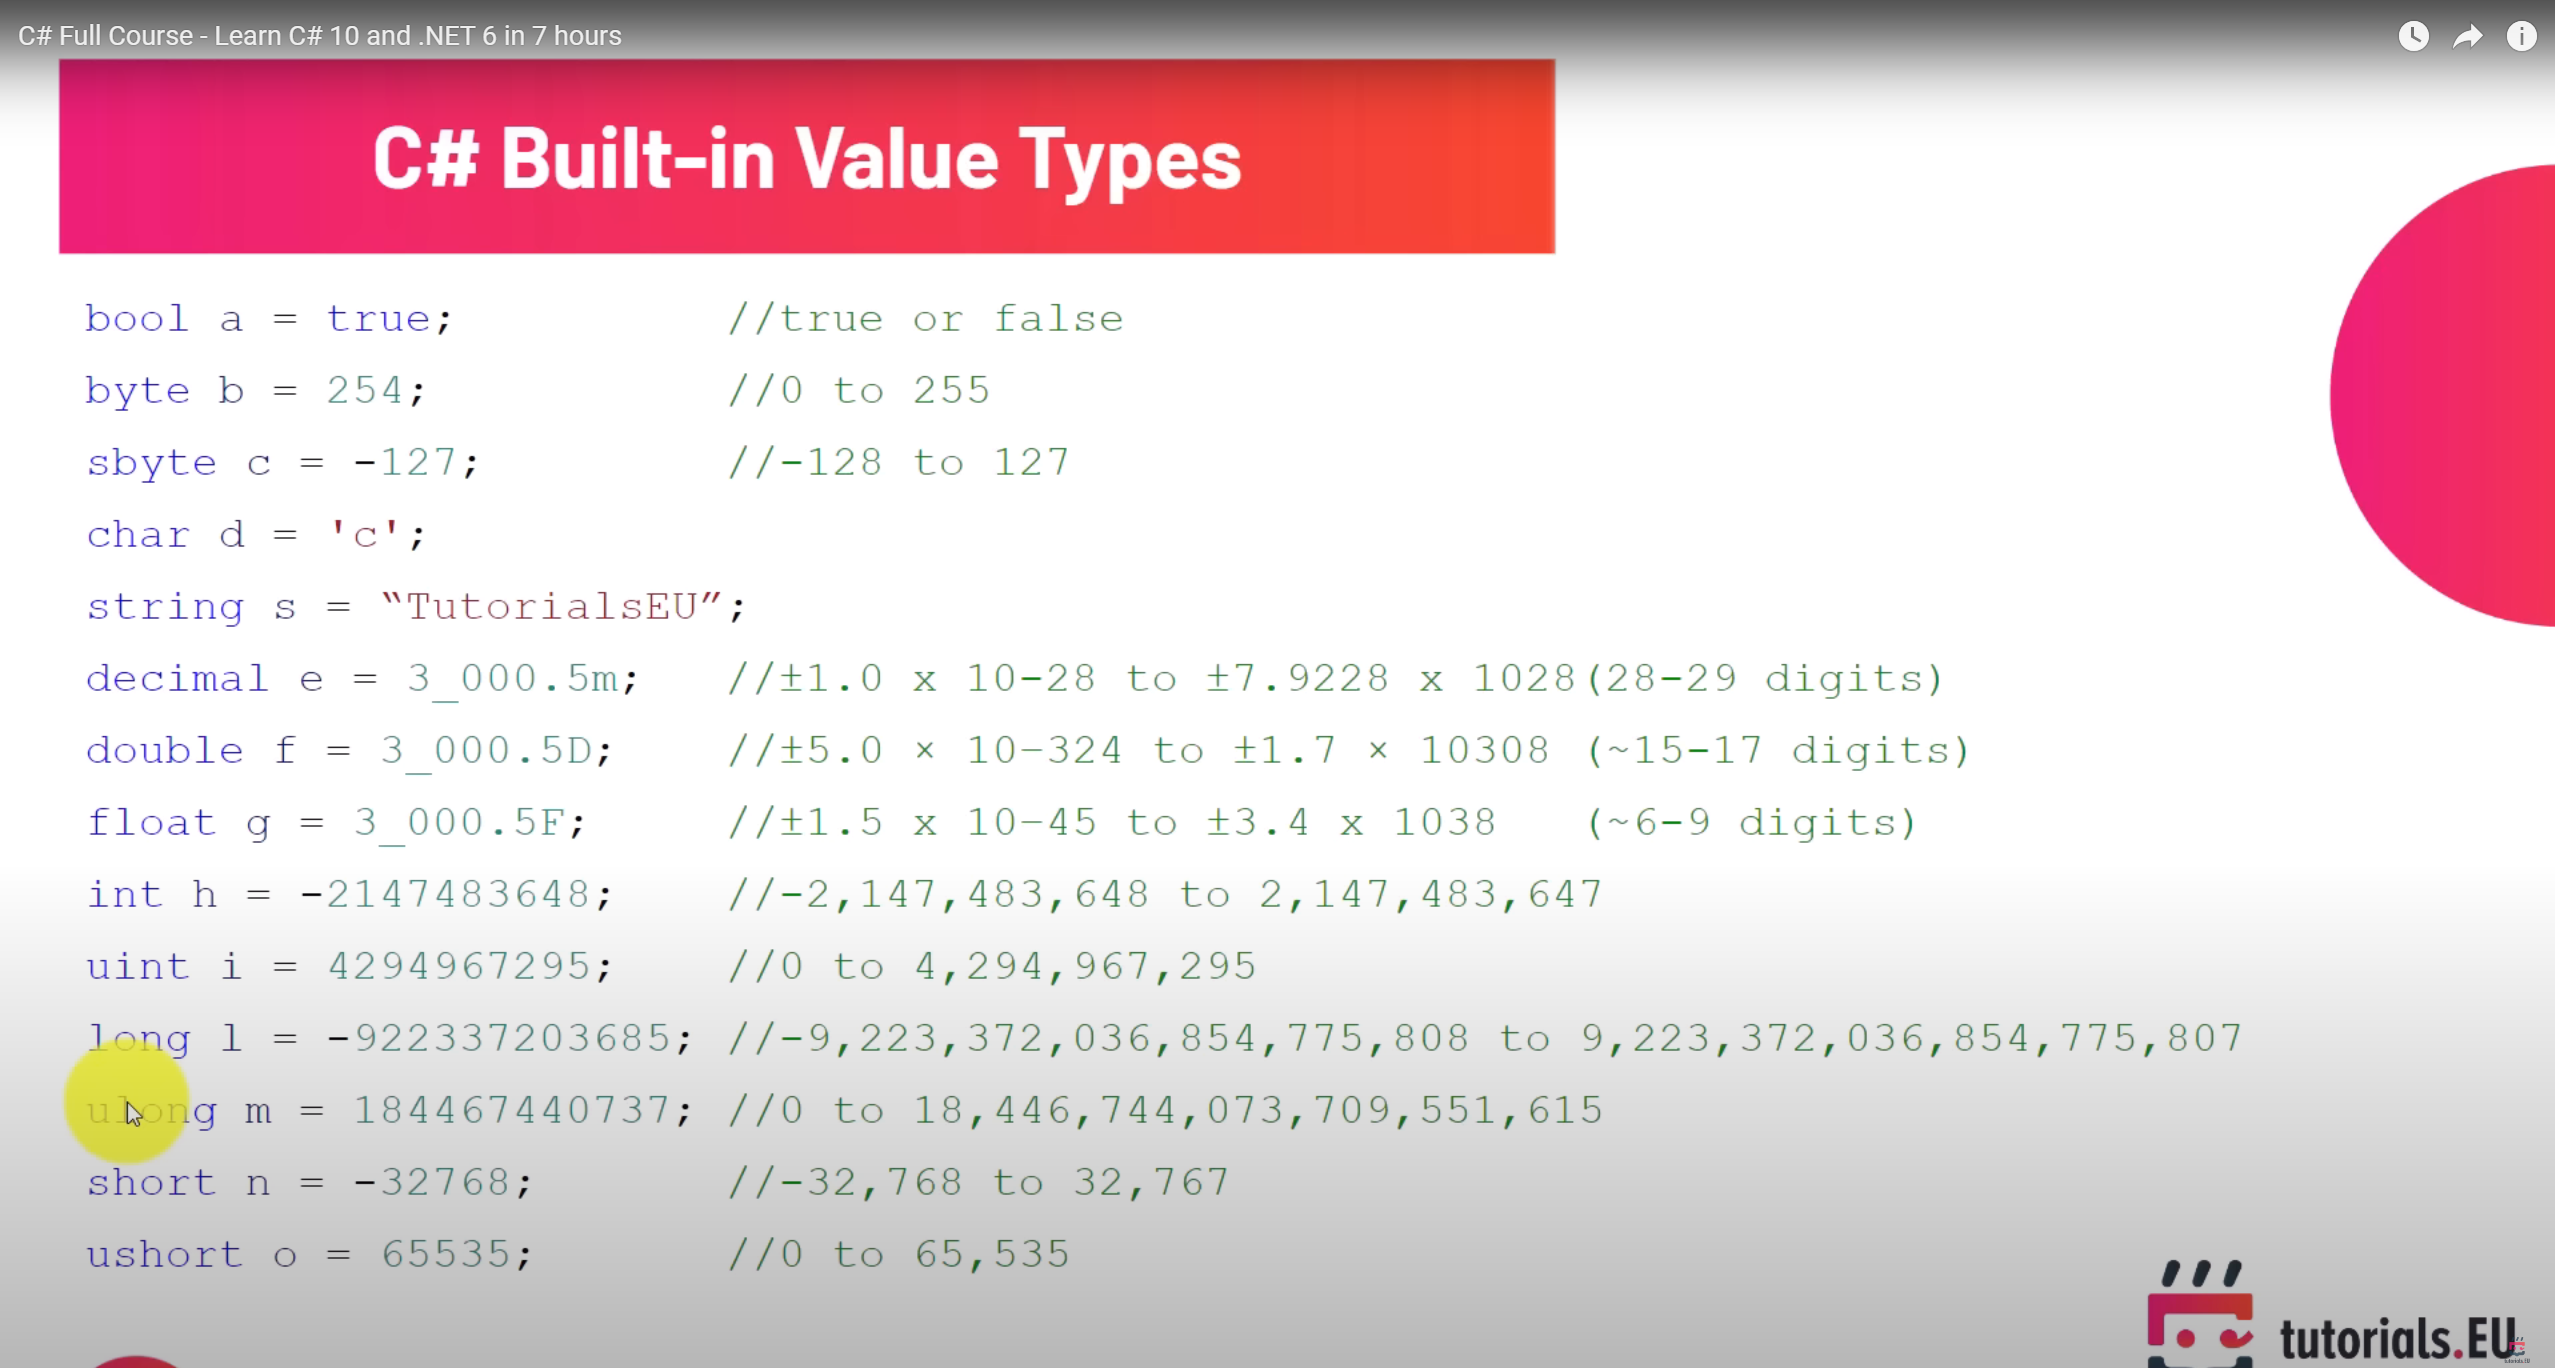 C# Full Course - Learn C# 10 and .NET 6 in 7 hours
C# Built-in Value Types
bool a = true; //true or false
byte b = 254; //0 to 255
sbyte c = -127; //-128 to 127
char d = 'c';
string s = “TutorialsEU”;
decimal e = 3_000.5m; //±1.0 x 10-28 to ±7.9228 x 1028(28-29 digits)
double f = 3_000.5D; //±5.0 × 10−324 to ±1.7 × 10308 (~15-17 digits)
float g = 3_000.5F; //±1.5 x 10−45 to ±3.4 x 1038 (~6-9 digits)
int h = -2147483648; //-2,147,483,648 to 2,147,483,647
uint i = 4294967295; //0 to 4,294,967,295
long l = -922337203685; //-9,223,372,036,854,775,808 to 9,223,372,036,854,775,807
ulong m = 184467440737; //0 to 18,446,744,073,709,551,615
short n = -32768; //-32,768 to 32,767
ushort o = 65535; //0 to 65,535
tutorials.EU